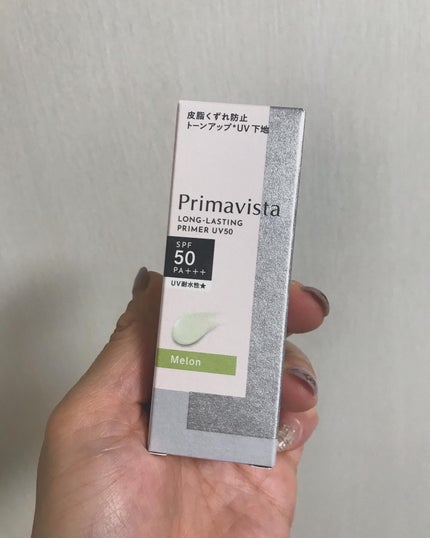 皮脂くずれ防止
トーンアップ*UV下地
Primavista
LONG-LASTING
PRIMER UV50
SPF
50
PA+++
UV耐水性★
Melon